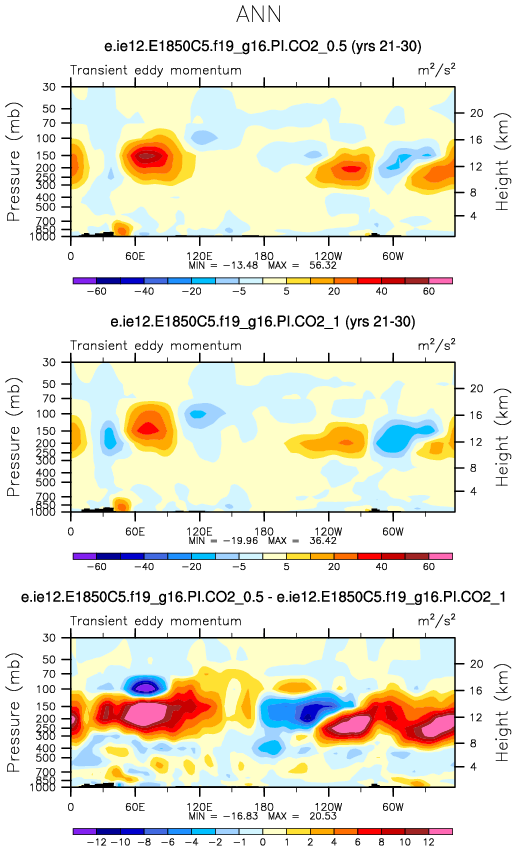 ANN
e.ie12.E1850C5.f19_g16.PI.CO2_0.5 (yrs 21-30)
Transient eddy momentum m²/s²
Pressure (mb)
30
50
70
100
150
200
250
300
400
500
700
850
1000
Height (km)
20
16
12
8
4
0 60E 120E 180 120W 60W
MIN = -13.48 MAX = 56.32
-60 -40 -20 -5 5 20 40 60
e.ie12.E1850C5.f19_g16.PI.CO2_1 (yrs 21-30)
Transient eddy momentum m²/s²
Pressure (mb)
30
50
70
100
150
200
250
300
400
500
700
850
1000
Height (km)
20
16
12
8
4
0 60E 120E 180 120W 60W
MIN = -19.96 MAX = 36.42
-60 -40 -20 -5 5 20 40 60
e.ie12.E1850C5.f19_g16.PI.CO2_0.5 - e.ie12.E1850C5.f19_g16.PI.CO2_1
Transient eddy momentum m²/s²
Pressure (mb)
30
50
70
100
150
200
250
300
400
500
700
850
1000
Height (km)
20
16
12
8
4
0 60E 120E 180 120W 60W
MIN = -16.83 MAX = 20.53
-12 -10 -8 -6 -4 -2 -1 0 1 2 4 6 8 10 12